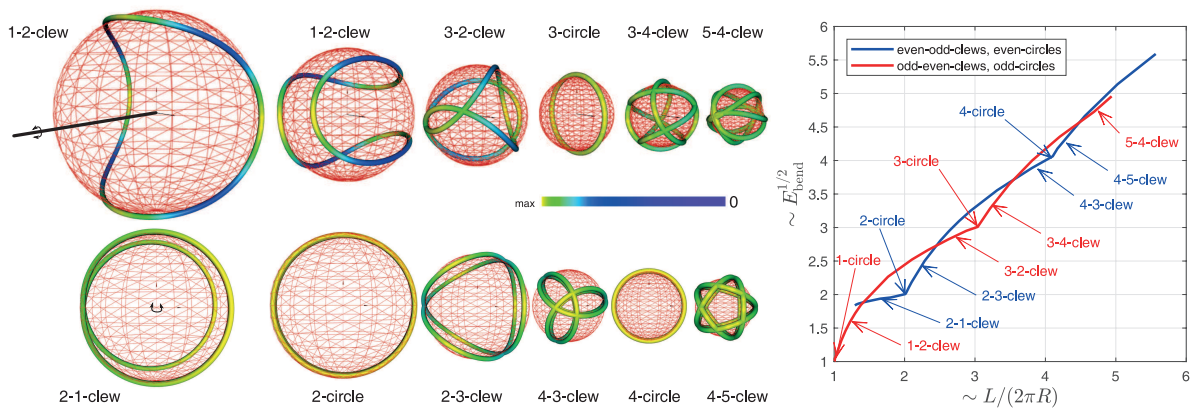 1-2-clew
1-2-clew
3-2-clew
3-circle
3-4-clew
5-4-clew
max
0
2-1-clew
2-circle
2-3-clew
4-3-clew
4-circle
4-5-clew
even-odd-clews, even-circles
odd-even-clews, odd-circles
6
5.5
5
4.5
4
3.5
3
2.5
2
1.5
1
∼ E_bend^1/2
4-circle
5-4-clew
3-circle
4-5-clew
4-3-clew
2-circle
3-4-clew
1-circle
3-2-clew
2-3-clew
2-1-clew
1-2-clew
1 2 3 4 5 6
∼ L/(2πR)